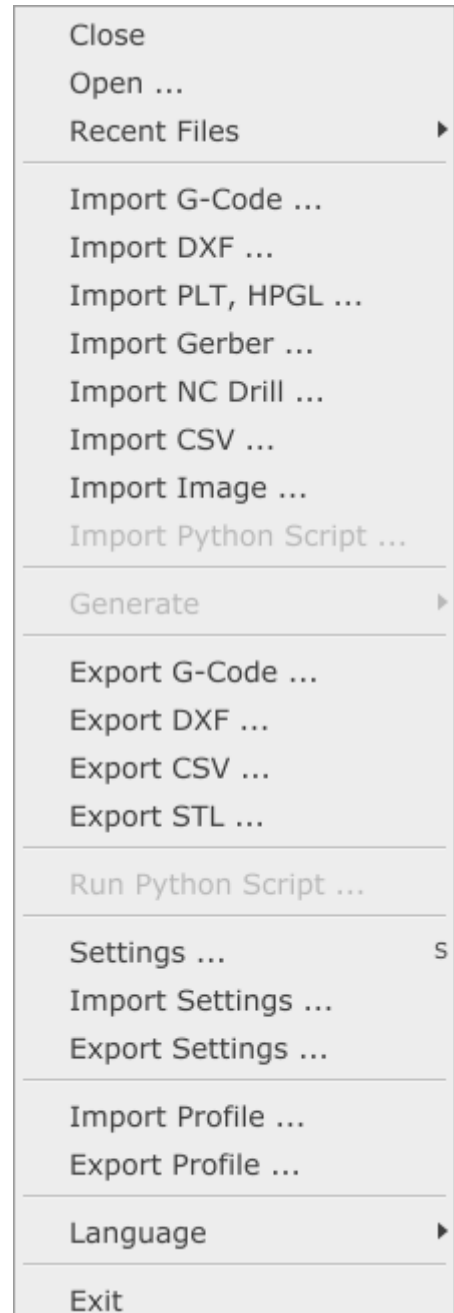 Close
Open ...
Recent Files
Import G-Code ...
Import DXF ...
Import PLT, HPGL ...
Import Gerber ...
Import NC Drill ...
Import CSV ...
Import Image ...
Import Python Script ...
Generate
Export G-Code ...
Export DXF ...
Export CSV ...
Export STL ...
Run Python Script ...
Settings ... S
Import Settings ...
Export Settings ...
Import Profile ...
Export Profile ...
Language
Exit